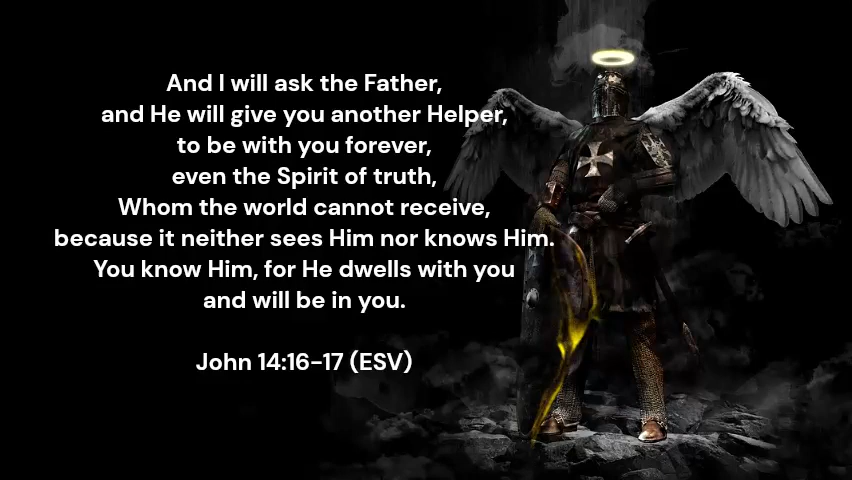 And I will ask the Father,
and He will give you another Helper,
to be with you forever,
even the Spirit of truth,
Whom the world cannot receive,
because it neither sees Him nor knows Him.
You know Him, for He dwells with you
and will be in you.
John 14:16–17 (ESV)